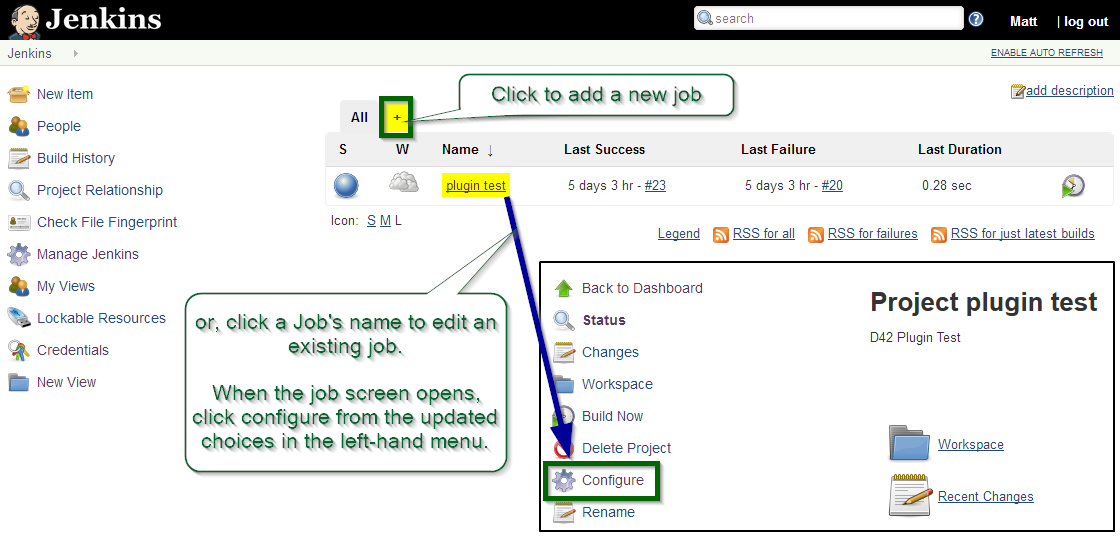 Jenkins
search
Matt
| log out
Jenkins
ENABLE AUTO REFRESH
New Item
People
Build History
Project Relationship
Check File Fingerprint
Manage Jenkins
My Views
Lockable Resources
Credentials
New View
Click to add a new job
add description
All
+
S W Name ↓ Last Success Last Failure Last Duration
plugin test 5 days 3 hr - #23 5 days 3 hr - #20 0.28 sec
Icon: S M L
Legend RSS for all RSS for failures RSS for just latest builds
or, click a Job's name to edit an
existing job.
When the job screen opens,
click configure from the updated
choices in the left-hand menu.
Back to Dashboard
Status
Changes
Workspace
Build Now
Delete Project
Configure
Rename
Project plugin test
D42 Plugin Test
Workspace
Recent Changes